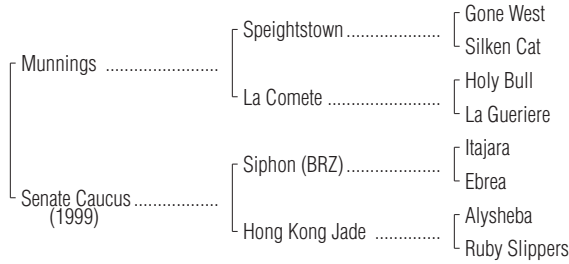 Gone West
Speightstown ......................
Silken Cat
Munnings .......................
Holy Bull
La Comete .......................
La Gueriere
Itajara
Siphon (BRZ)...................
Ebrea
Senate Caucus.................
(1999)
Alysheba
Hong Kong Jade ................
Ruby Slippers